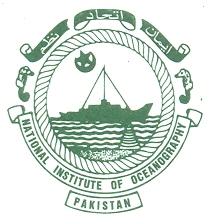 نظم اتحاد ایمان
NATIONAL INSTITUTE OF OCEANOGRAPHY
PAKISTAN